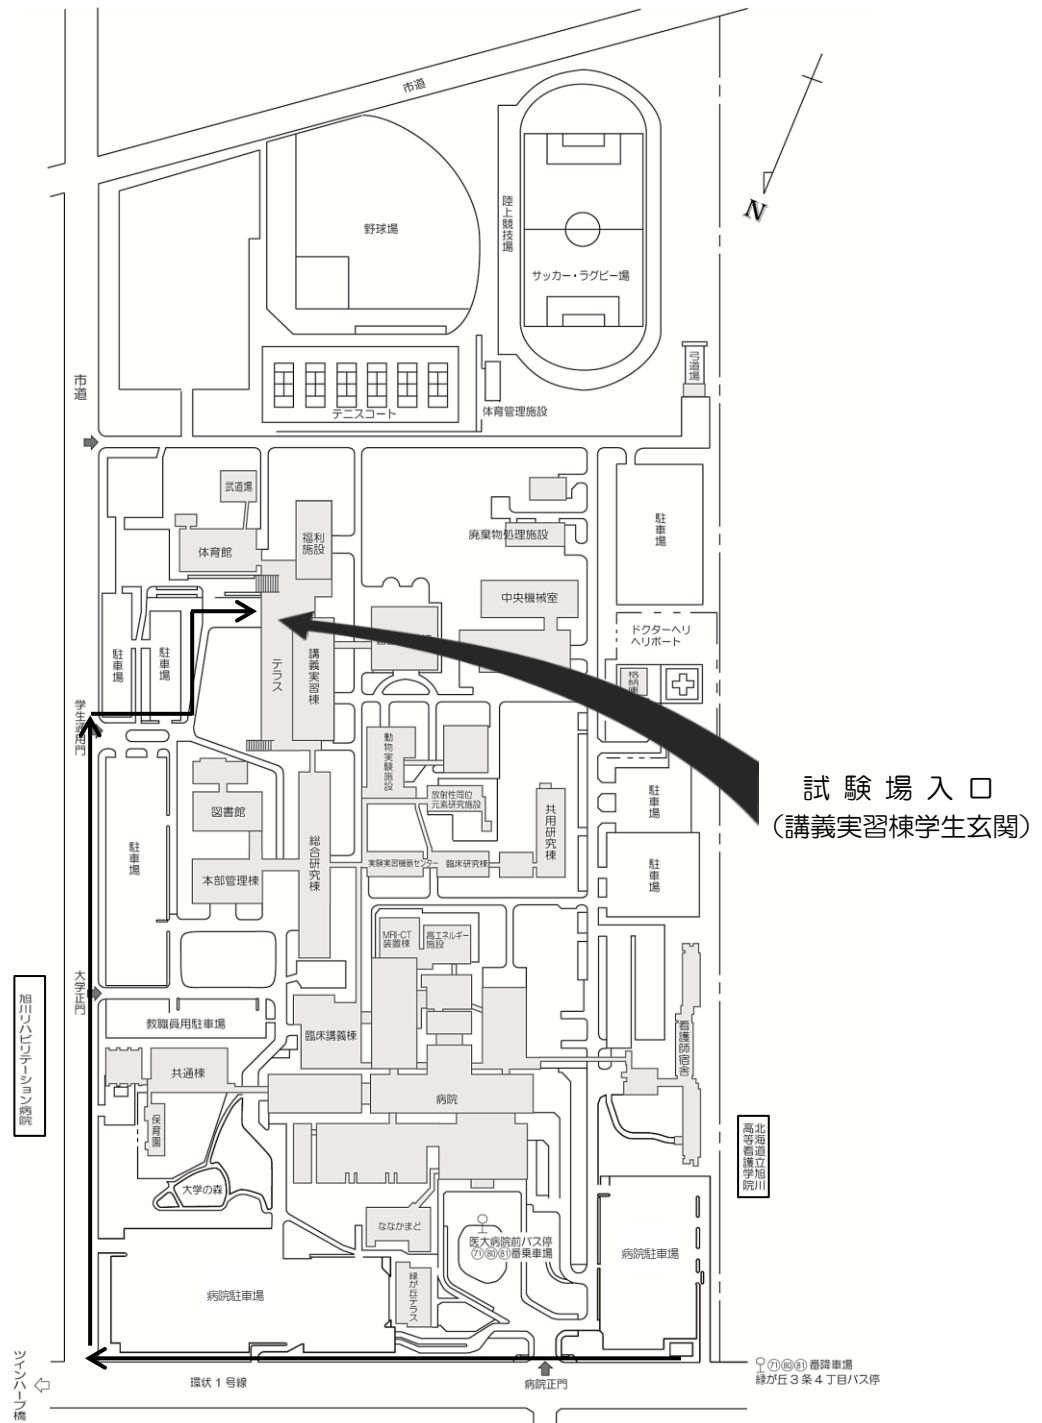 市道
野球場
陸上競技場
サッカー・ラグビー場
N
弓道場
市道
テニスコート
体育管理施設
武道場
体育館
福利
施設
廃棄物処理施設
駐車場
中央機械室
ドクターヘリ
ヘリポート
駐車場
駐車場
テラス
講義実習棟
学生通用門
動物実験施設
試験場入口
(講義実習棟学生玄関)
図書館
放射性同位
元素研究施設
共用研究棟
駐車場
駐車場
駐車場
本部管理棟
総合研究棟
実験実習機器センター
臨床研究棟
MRI-CT
装置棟
高エネルギー
施設
大学正門
旭川リハビリテーション病院
教職員用駐車場
臨床講義棟
看護師宿舎
共通棟
病院
保育園
北海道立旭川
高等看護学院
大学の森
ななかまど
医大病院前バス停
71 80 81番乗車場
病院駐車場
緑が丘テラス
病院駐車場
ツインハープ橋
環状1号線
病院正門
71 80 81番降車場
緑が丘3条4丁目バス停